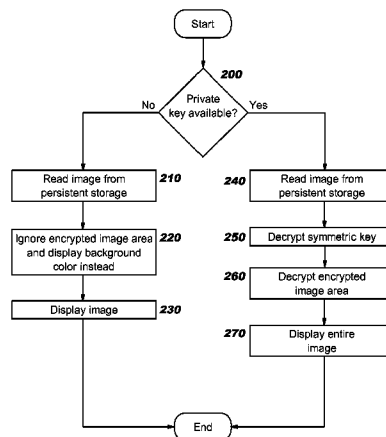 Start
200
Private
key available?
No
Yes
Read image from
persistent storage
210
Ignore encrypted image area
and display background
color instead
220
Display image
230
240
Read image from
persistent storage
250
Decrypt symmetric key
260
Decrypt encrypted
image area
270
Display entire
image
End